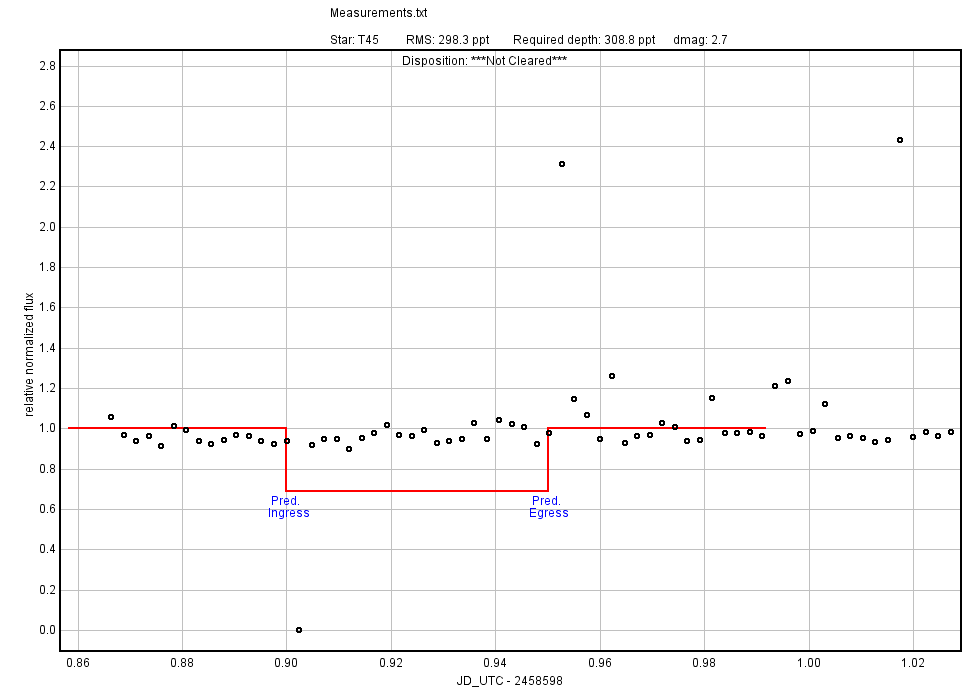 Measurements.txt
Star: T45 RMS: 298.3 ppt Required depth: 308.8 ppt dmag: 2.7
Disposition: ***Not Cleared***
2.8
2.6
2.4
2.2
2.0
1.8
1.6
1.4
1.2
1.0
0.8
0.6
0.4
0.2
0.0
relative normalized flux
Pred.
Ingress
Pred.
Egress
0.86 0.88 0.90 0.92 0.94 0.96 0.98 1.00 1.02
JD_UTC - 2458598